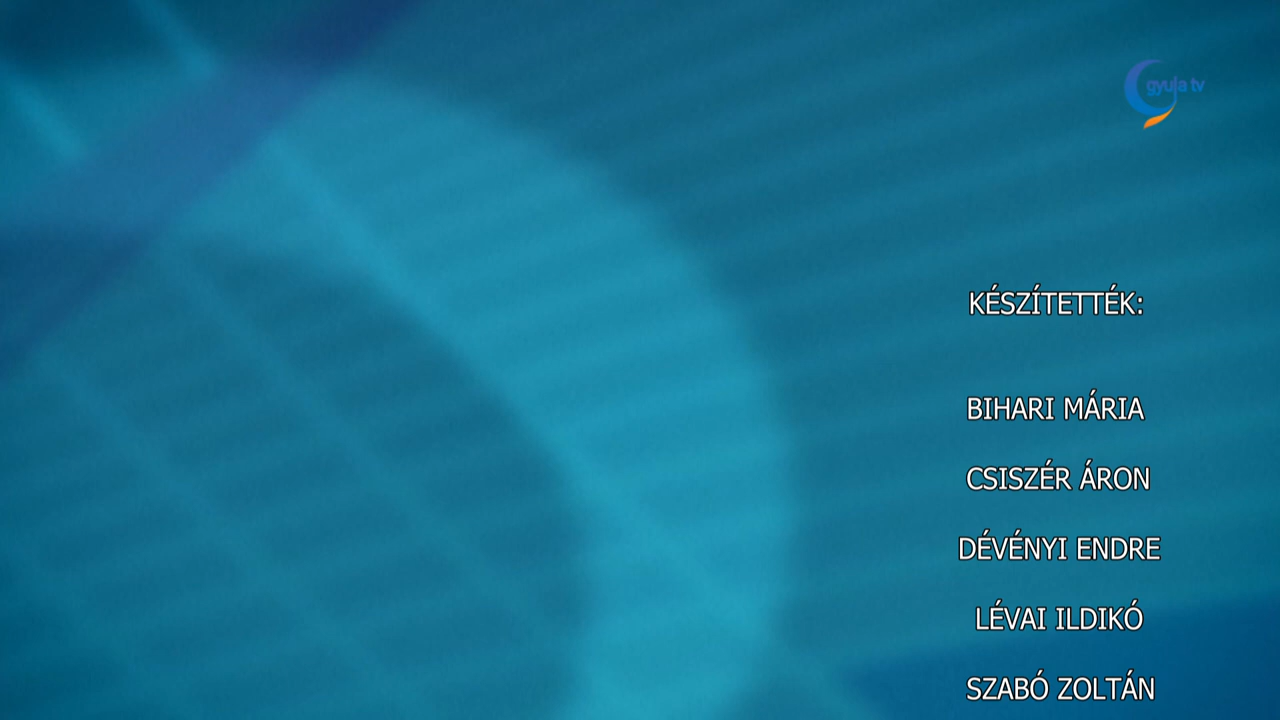 gyula tv
KÉSZÍTETTÉK:
BIHARI MÁRIA
CSISZÉR ÁRON
DÉVÉNYI ENDRE
LÉVAI ILDIKÓ
SZABÓ ZOLTÁN